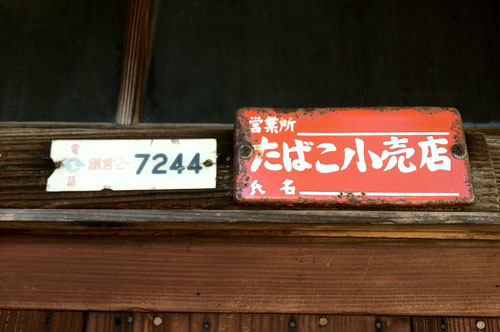 電話
鎌倉2-7244
営業所
たばこ小売店
氏名